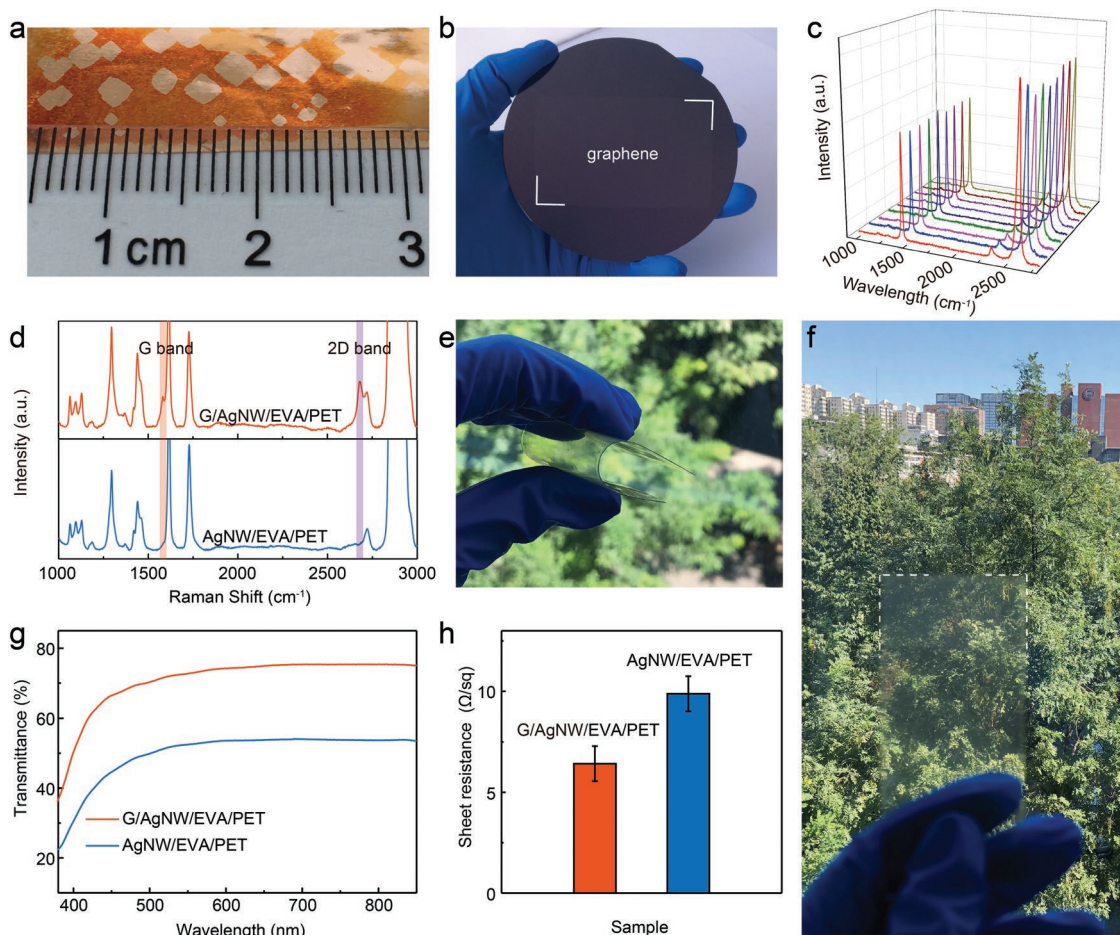 a
1 cm 2 3
b
graphene
c
Intensity (a.u.)
1000
1500
2000
2500
Wavelength (cm⁻¹)
d
Intensity (a.u.)
G band
2D band
G/AgNW/EVA/PET
AgNW/EVA/PET
1000 1500 2000 2500 3000
Raman Shift (cm⁻¹)
e
f
g
Transmittance (%)
80
60
40
20
G/AgNW/EVA/PET
AgNW/EVA/PET
400 500 600 700 800
Wavelength (nm)
h
Sheet resistance (Ω/sq)
10
5
0
AgNW/EVA/PET
G/AgNW/EVA/PET
Sample